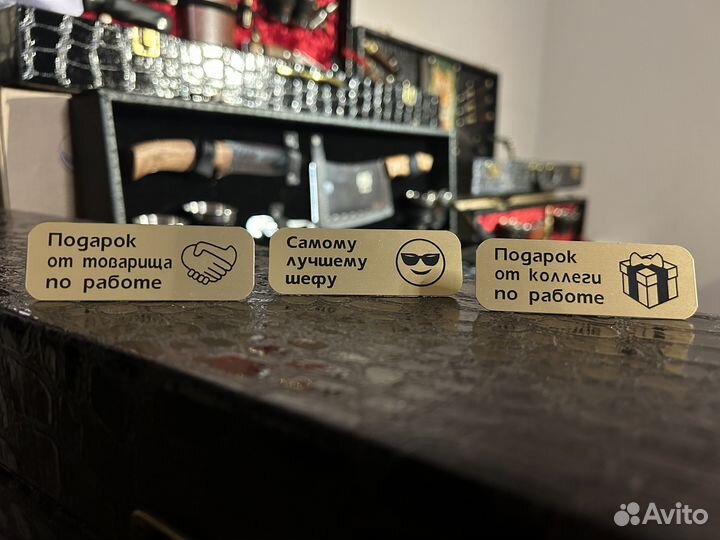 Подарок
от товарища
по работе
Самому
лучшему
шефу
Подарок
от коллеги
по работе
Avito